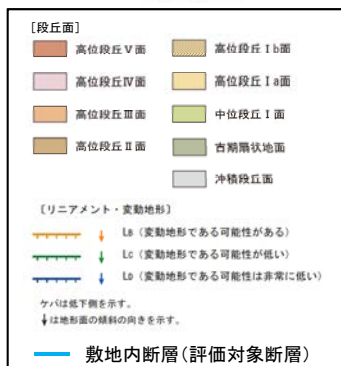 [段丘面]
高位段丘Ⅴ面
高位段丘Ⅰb面
高位段丘Ⅳ面
高位段丘Ⅰa面
高位段丘Ⅲ面
中位段丘Ⅰ面
高位段丘Ⅱ面
古期扇状地面
沖積段丘面
〔リニアメント・変動地形〕
LB (変動地形である可能性がある)
LC (変動地形である可能性が低い)
LD (変動地形である可能性は非常に低い)
ケバは低下側を示す。
↓は地形面の傾斜の向きを示す。
敷地内断層(評価対象断層)